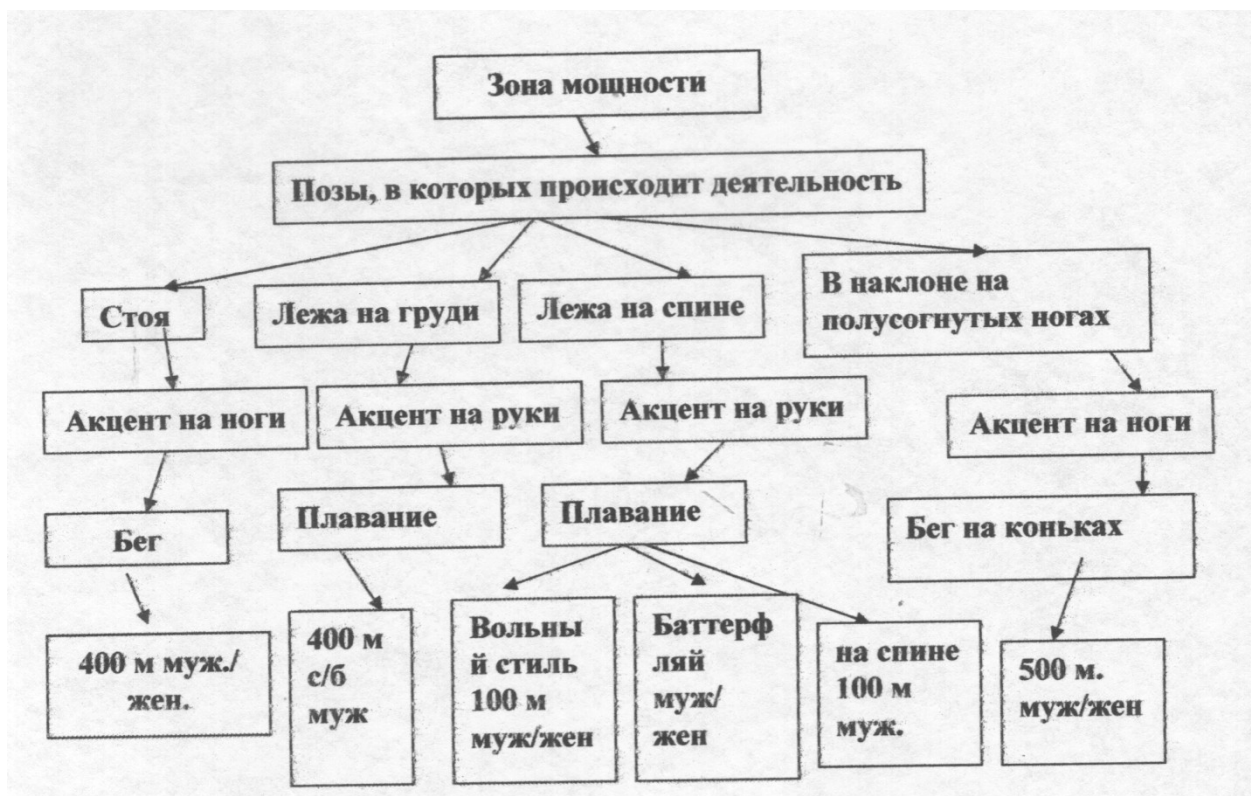 Зона мощности
Позы, в которых происходит деятельность
Стоя
Лежа на груди
Лежа на спине
В наклоне на
полусогнутых ногах
Акцент на ноги
Акцент на руки
Акцент на руки
Акцент на ноги
Бег
Плавание
Плавание
Бег на коньках
400 м муж./
жен.
400 м
с/б
муж
Вольны
й стиль
100 м
муж/жен
Баттерф
ляй
муж/
жен
на спине
100 м
муж.
500 м.
муж/жен